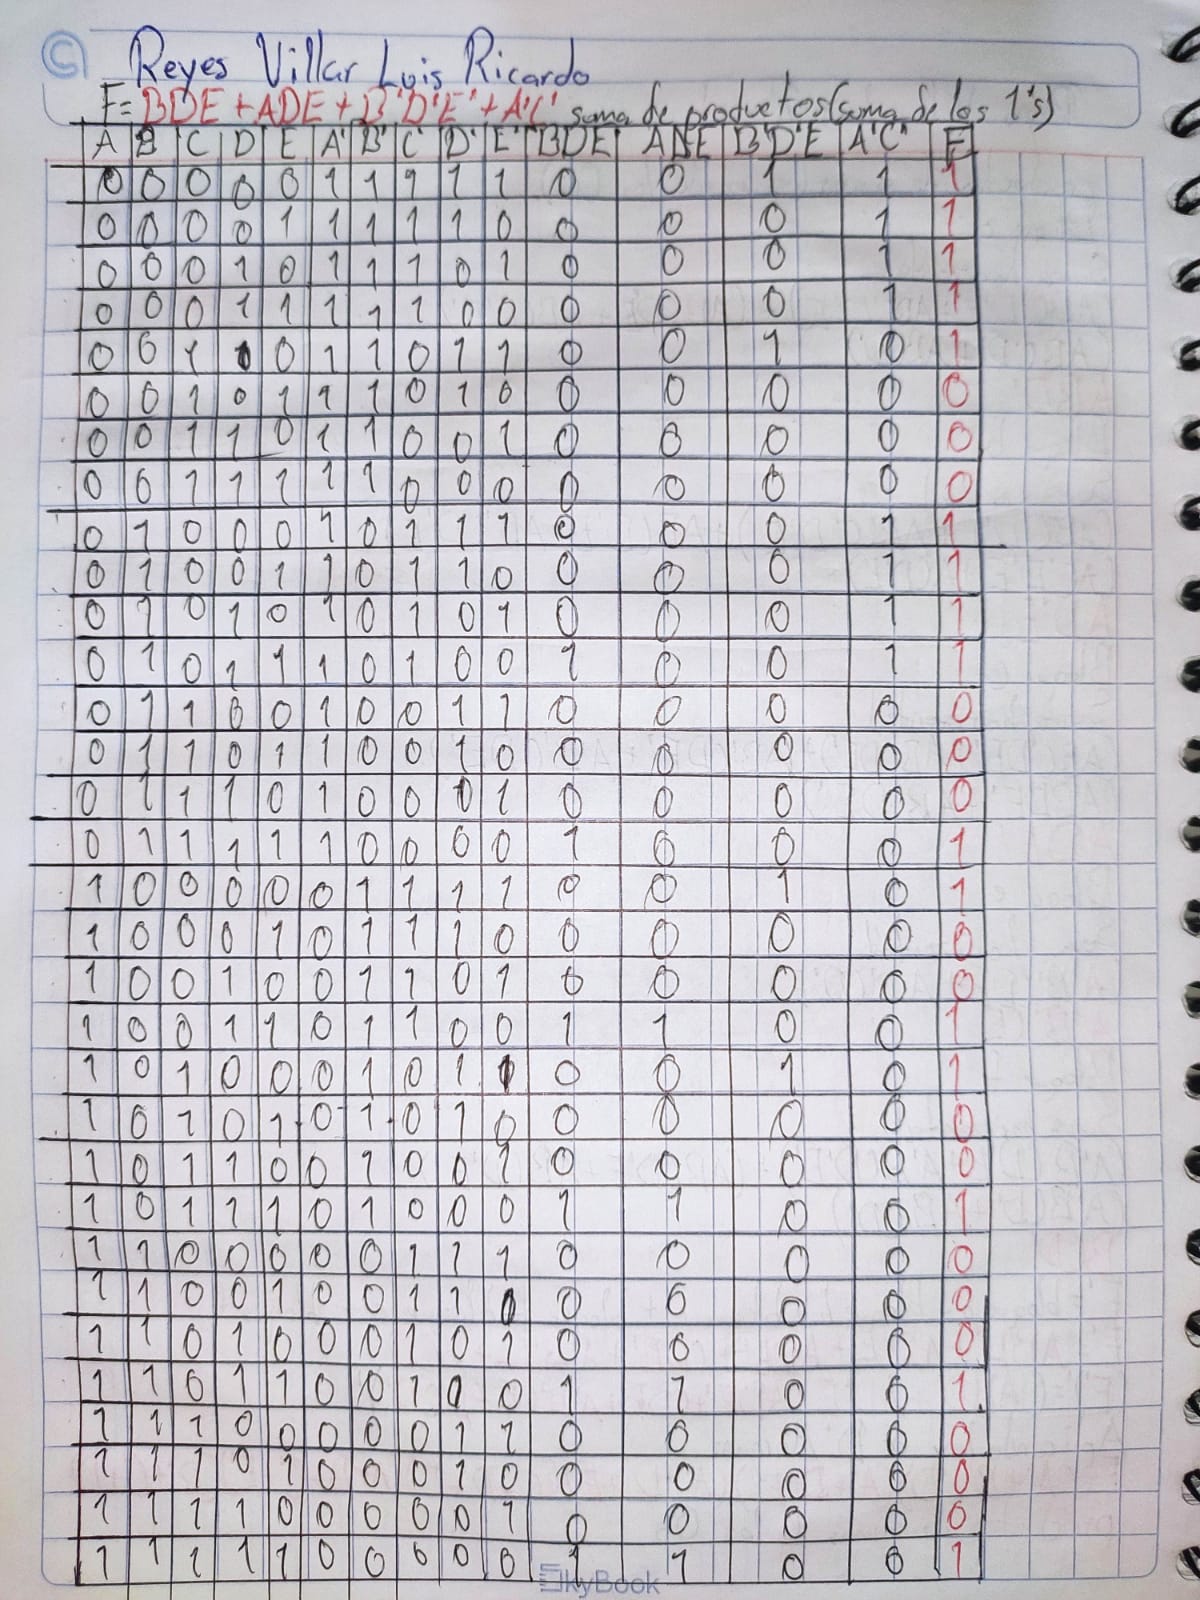 Reyes Villar Luis Ricardo
F=BDE+ADE+B'D'E'+A'C' suma de productos(suma de los 1's)
A B C D E A' B' C' D' E' BDE ADE B'D'E' A'C' F
0 0 0 0 0 1 1 1 1 1 0 0 1 1 1
0 0 0 0 1 1 1 1 1 0 0 0 0 1 1
0 0 0 1 0 1 1 1 0 1 0 0 0 1 1
0 0 0 1 1 1 1 1 0 0 0 0 0 1 1
0 0 1 0 0 1 1 0 1 1 0 0 1 0 1
0 0 1 0 1 1 1 0 1 0 0 0 0 0 0
0 0 1 1 0 1 1 0 0 1 0 0 0 0 0
0 0 1 1 1 1 1 0 0 0 0 0 0 0 0
0 1 0 0 0 1 0 1 1 1 0 0 0 1 1
0 1 0 0 1 1 0 1 1 0 0 0 0 1 1
0 1 0 1 0 1 0 1 0 1 0 0 0 1 1
0 1 0 1 1 1 0 1 0 0 1 0 0 1 1
0 1 1 0 0 1 0 0 1 1 0 0 0 0 0
0 1 1 0 1 1 0 0 1 0 0 0 0 0 0
0 1 1 1 0 1 0 0 0 1 0 0 0 0 0
0 1 1 1 1 1 0 0 0 0 1 0 0 0 1
1 0 0 0 0 0 1 1 1 1 0 0 1 0 1
1 0 0 0 1 0 1 1 1 0 0 0 0 0 0
1 0 0 1 0 0 1 1 0 1 0 0 0 0 0
1 0 0 1 1 0 1 1 0 0 1 1 0 0 1
1 0 1 0 0 0 1 0 1 1 0 0 1 0 1
1 0 1 0 1 0 1 0 1 0 0 0 0 0 0
1 0 1 1 0 0 1 0 0 1 0 0 0 0 0
1 0 1 1 1 0 1 0 0 0 1 1 0 0 1
1 1 0 0 0 0 0 1 1 1 0 0 0 0 0
1 1 0 0 1 0 0 1 1 0 0 0 0 0 0
1 1 0 1 0 0 0 1 0 1 0 0 0 0 0
1 1 0 1 1 0 0 1 0 0 1 1 0 0 1
1 1 1 0 0 0 0 0 1 1 0 0 0 0 0
1 1 1 0 1 0 0 0 1 0 0 0 0 0 0
1 1 1 1 0 0 0 0 0 1 0 0 0 0 0
1 1 1 1 1 0 0 0 0 0 1 1 0 0 1
SkyBook